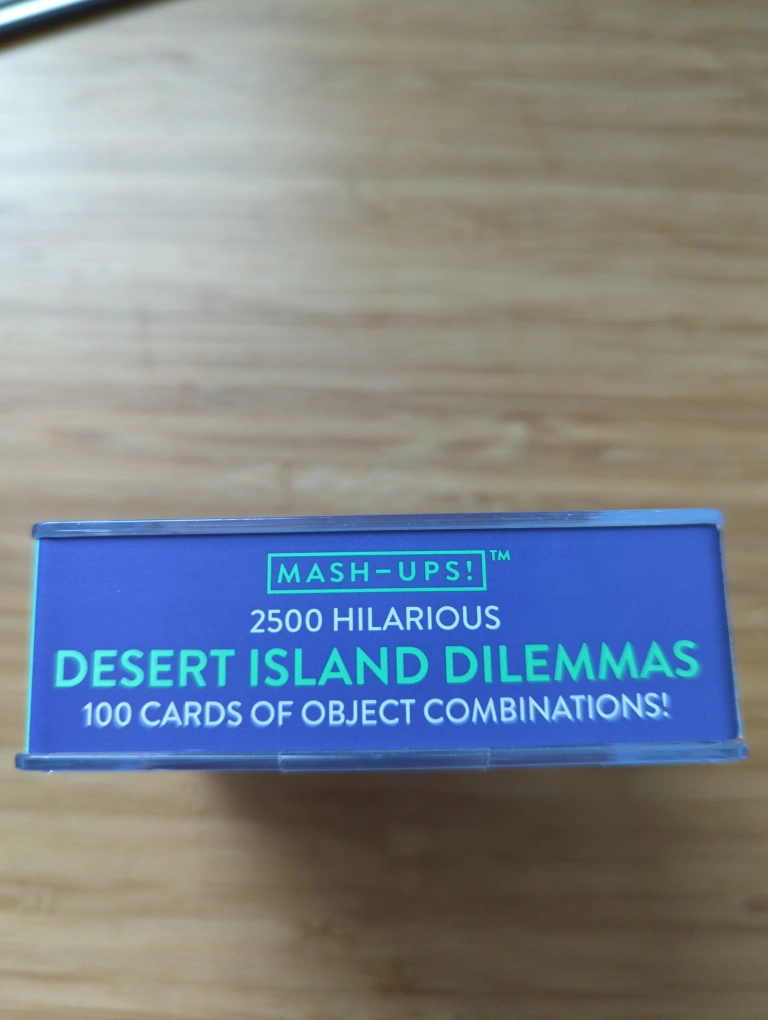 MASH-UPS!™
2500 HILARIOUS
DESERT ISLAND DILEMMAS
100 CARDS OF OBJECT COMBINATIONS!